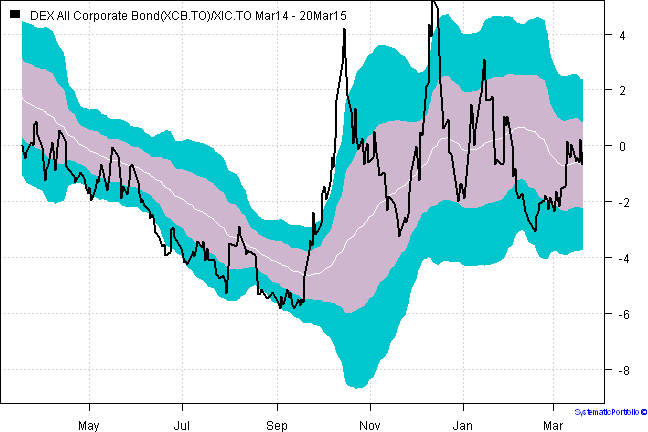 DEX All Corporate Bond(XCB.TO)/XIC.TO Mar14 - 20Mar15
4
2
0
-2
-4
-6
-8
May Jul Sep Nov Jan Mar
SystematicPortfolio ©